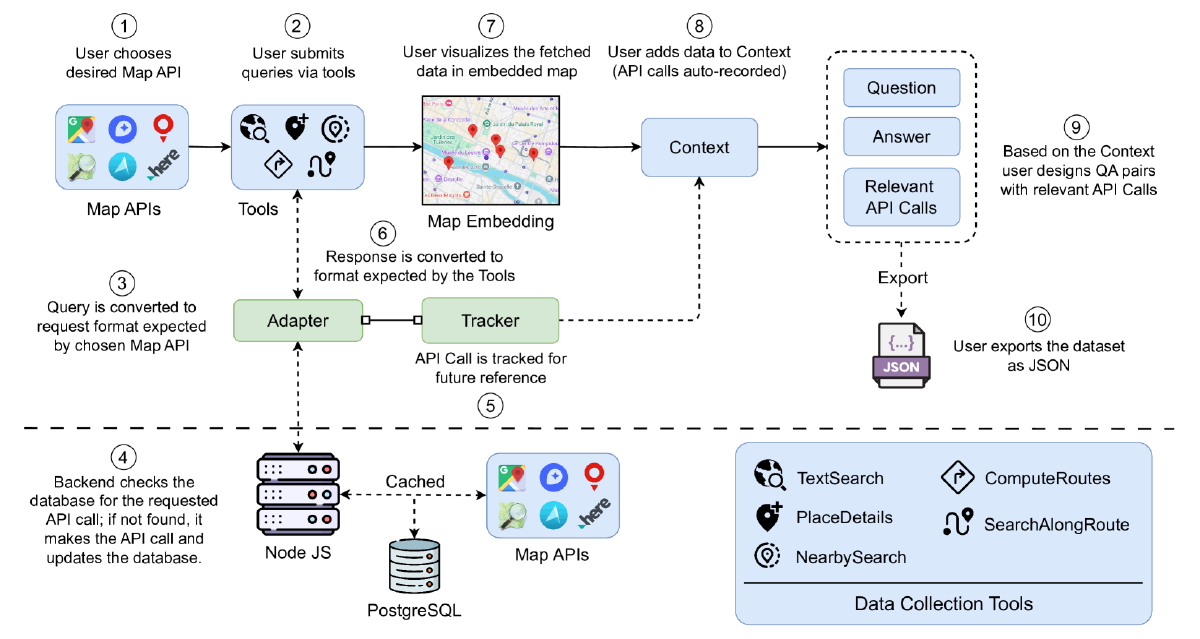 1
User chooses
desired Map API
Map APIs
2
User submits
queries via tools
Tools
7
User visualizes the fetched
data in embedded map
Map Embedding
8
User adds data to Context
(API calls auto-recorded)
Context
Question
Answer
Relevant
API Calls
9
Based on the Context
user designs QA pairs
with relevant API Calls
Export
JSON
10
User exports the dataset
as JSON
6
Response is converted to
format expected by the Tools
3
Query is converted to
request format expected
by chosen Map API
Adapter
Tracker
API Call is tracked for
future reference
5
4
Backend checks the
database for the requested
API call; if not found, it
makes the API call and
updates the database.
Node JS
Cached
PostgreSQL
here
Map APIs
TextSearch
PlaceDetails
NearbySearch
ComputeRoutes
SearchAlongRoute
Data Collection Tools